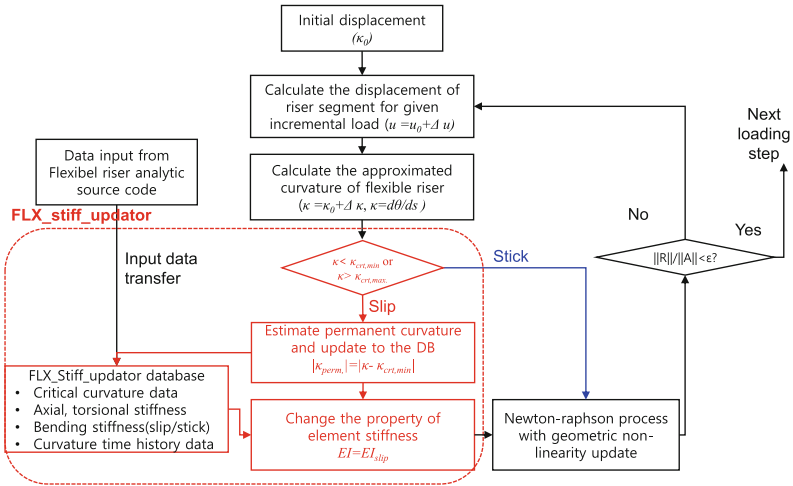 Initial displacement
(κ0)
Calculate the displacement of
riser segment for given
incremental load (u =u0+Δ u)
Calculate the approximated
curvature of flexible riser
(κ =κ0+Δ κ, κ=dθ/ds )
Data input from
Flexibel riser analytic
source code
FLX_stiff_updator
Input data
transfer
κ< κcrt,min or
κ> κcrt,max.
Stick
Slip
Estimate permanent curvature
and update to the DB
|κperm,|=|κ- κcrt,min|
FLX_Stiff_updator database
• Critical curvature data
• Axial, torsional stiffness
• Bending stiffness(slip/stick)
• Curvature time history data
Change the property of
element stiffness
EI=EIslip
Newton-raphson process
with geometric non-
linearity update
||R||/||A||<ε?
No
Yes
Next
loading
step